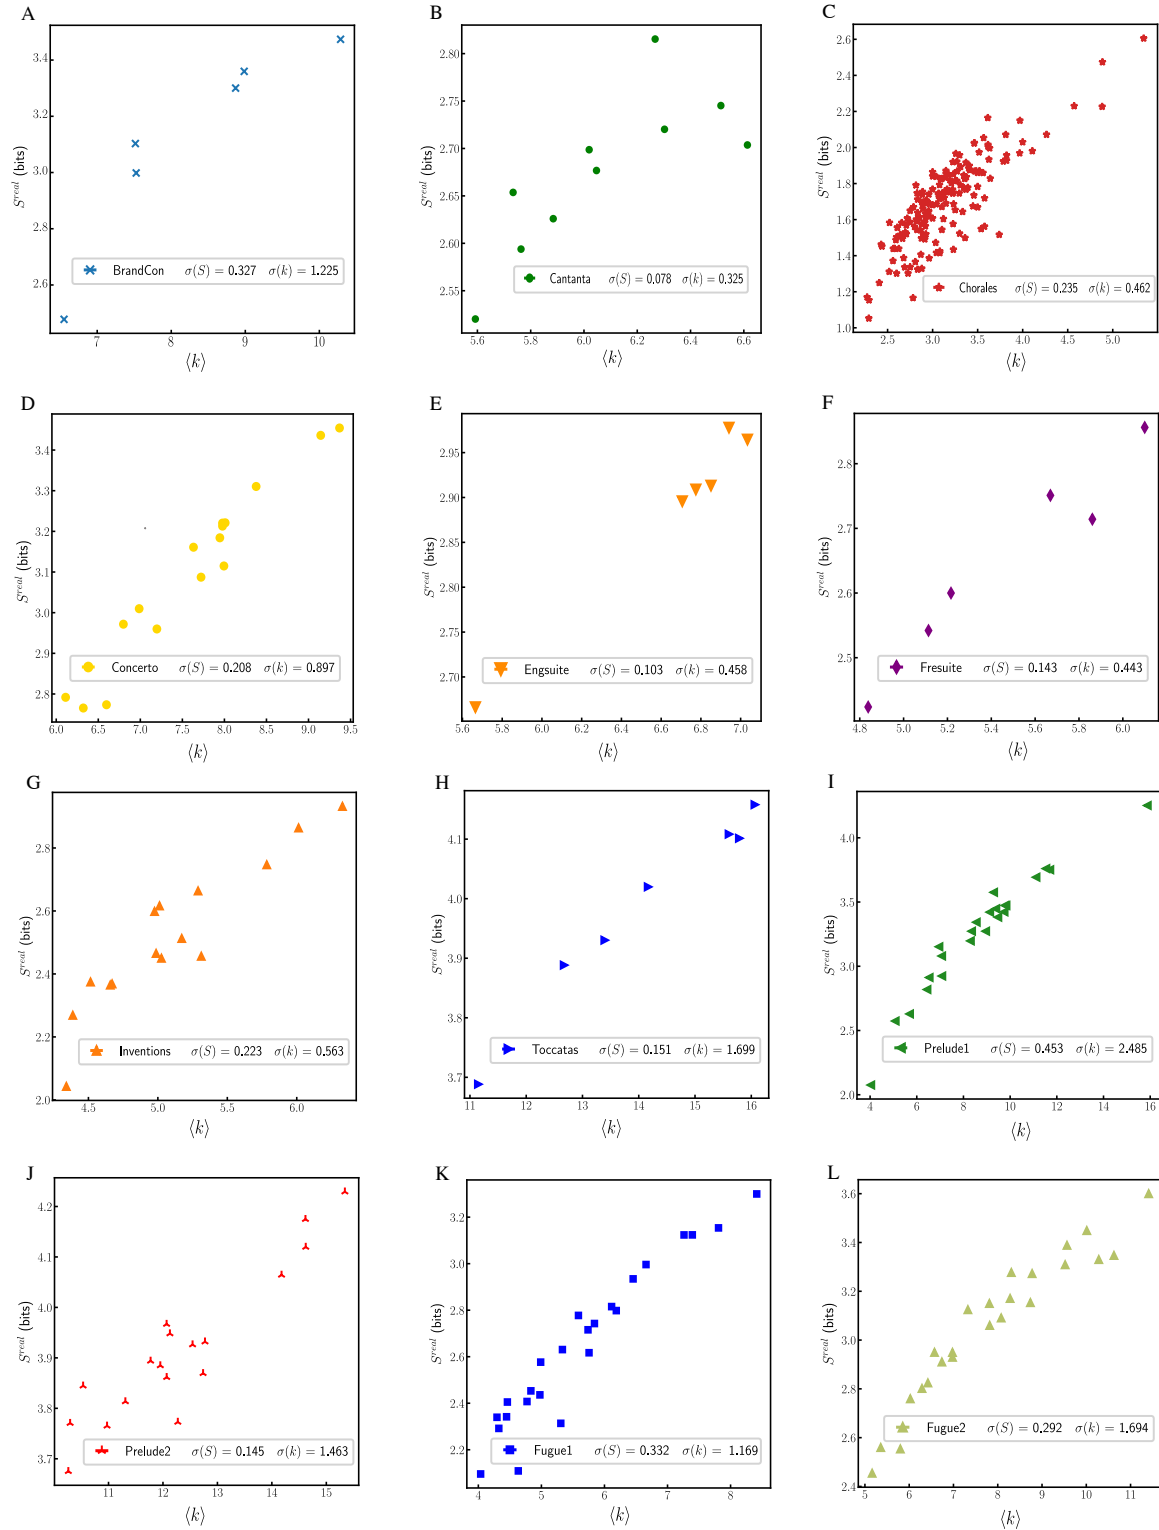 A
3.4
3.2
3.0
2.8
2.6
S^{real} (bits)
BrandCon σ(S) = 0.327 σ(k) = 1.225
7 8 9 10
⟨k⟩
B
2.80
2.75
2.70
2.65
2.60
2.55
S^{real} (bits)
Cantanta σ(S) = 0.078 σ(k) = 0.325
5.6 5.8 6.0 6.2 6.4 6.6
⟨k⟩
C
2.6
2.4
2.2
2.0
1.8
1.6
1.4
1.2
1.0
S^{real} (bits)
Chorales σ(S) = 0.235 σ(k) = 0.462
2.5 3.0 3.5 4.0 4.5 5.0
⟨k⟩
D
3.4
3.3
3.2
3.1
3.0
2.9
2.8
S^{real} (bits)
Concerto σ(S) = 0.208 σ(k) = 0.897
6.0 6.5 7.0 7.5 8.0 8.5 9.0 9.5
⟨k⟩
E
2.95
2.90
2.85
2.80
2.75
2.70
S^{real} (bits)
Engsuite σ(S) = 0.103 σ(k) = 0.458
5.6 5.8 6.0 6.2 6.4 6.6 6.8 7.0
⟨k⟩
F
2.8
2.7
2.6
2.5
S^{real} (bits)
Fresuite σ(S) = 0.143 σ(k) = 0.443
4.8 5.0 5.2 5.4 5.6 5.8 6.0
⟨k⟩
G
2.8
2.6
2.4
2.2
2.0
S^{real} (bits)
Inventions σ(S) = 0.223 σ(k) = 0.563
4.5 5.0 5.5 6.0
⟨k⟩
H
4.1
4.0
3.9
3.8
3.7
S^{real} (bits)
Toccatas σ(S) = 0.151 σ(k) = 1.699
11 12 13 14 15 16
⟨k⟩
I
4.0
3.5
3.0
2.5
2.0
S^{real} (bits)
Prelude1 σ(S) = 0.453 σ(k) = 2.485
4 6 8 10 12 14 16
⟨k⟩
J
4.2
4.1
4.0
3.9
3.8
3.7
S^{real} (bits)
Prelude2 σ(S) = 0.145 σ(k) = 1.463
11 12 13 14 15
⟨k⟩
K
3.2
3.0
2.8
2.6
2.4
2.2
S^{real} (bits)
Fugue1 σ(S) = 0.332 σ(k) = 1.169
4 5 6 7 8
⟨k⟩
L
3.6
3.4
3.2
3.0
2.8
2.6
2.4
S^{real} (bits)
Fugue2 σ(S) = 0.292 σ(k) = 1.694
5 6 7 8 9 10 11
⟨k⟩